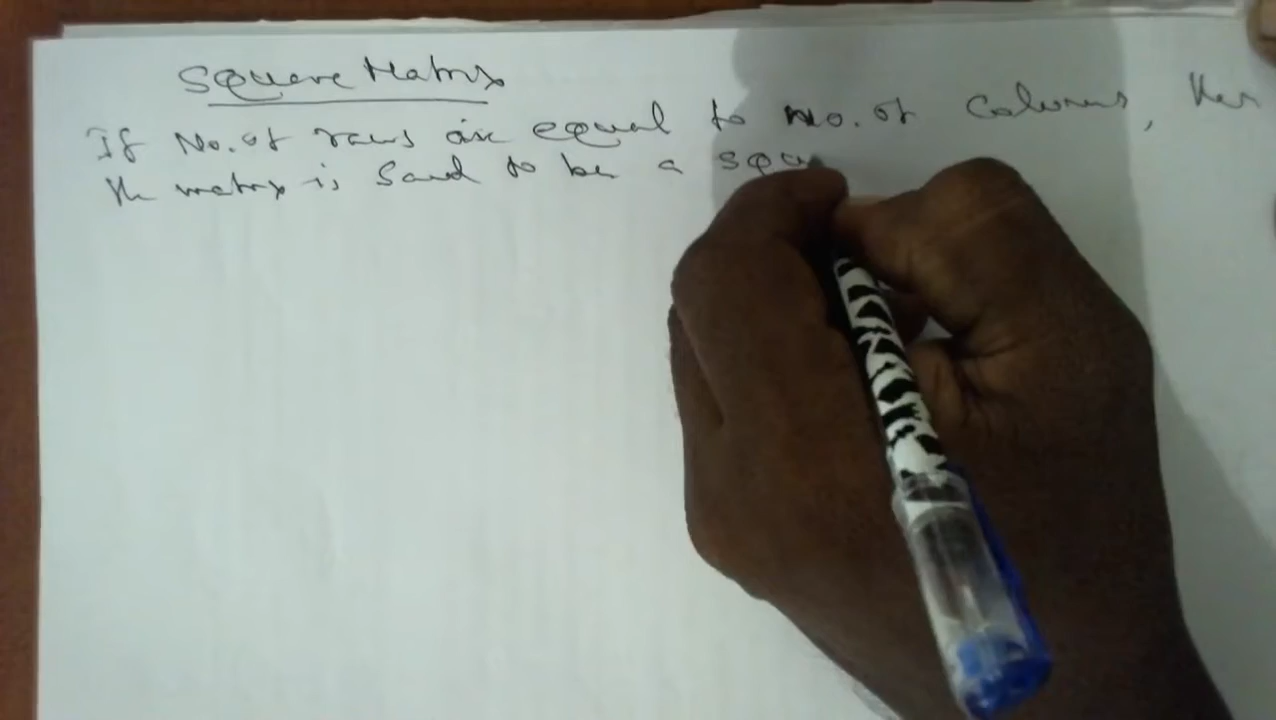 Square Matrix
If No. of rows are equal to no. of columns, then
the matrix is said to be a squ